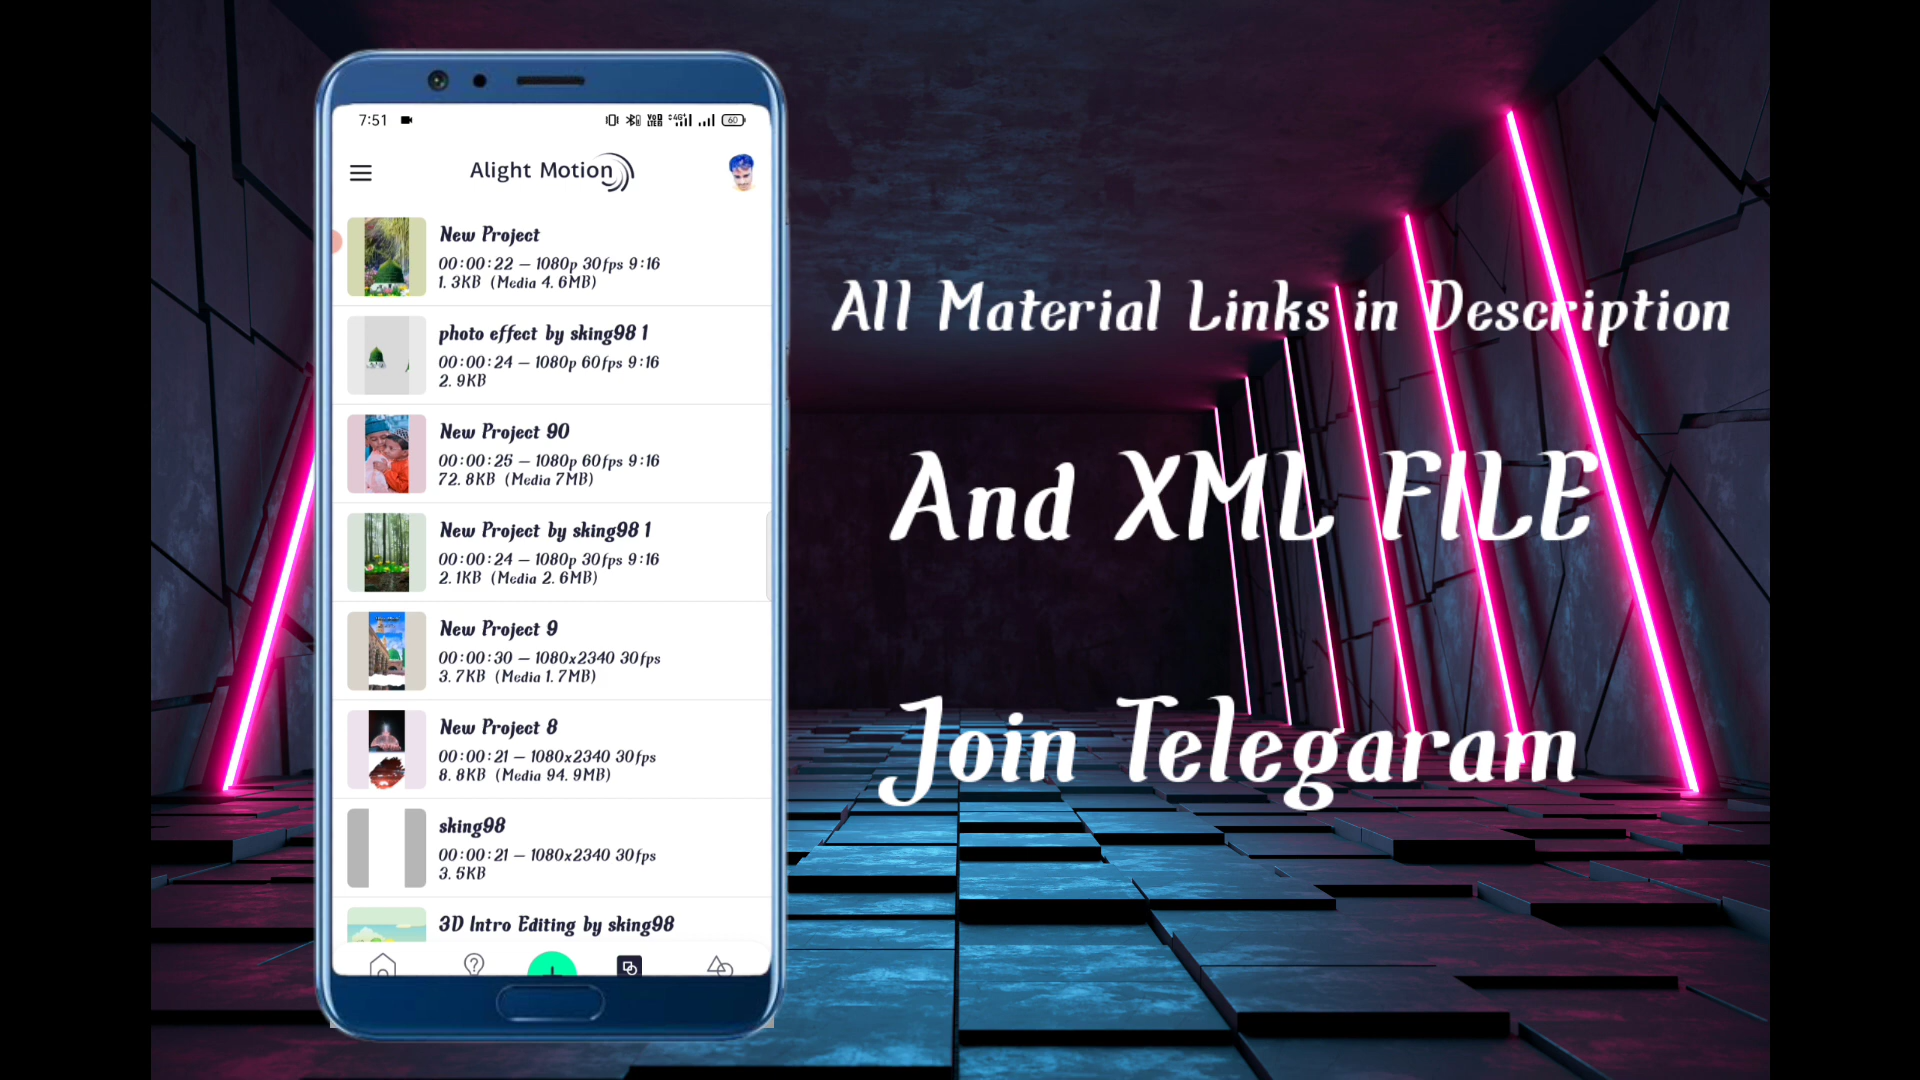 7:51
VoD LTE 4G+ 60
Alight Motion
New Project
00:00:22 – 1080p 30fps 9:16
1.3KB (Media 4.6MB)
photo effect by sking98 1
00:00:24 – 1080p 60fps 9:16
2.9KB
New Project 90
00:00:25 – 1080p 60fps 9:16
72.8KB (Media 7MB)
New Project by sking98 1
00:00:24 – 1080p 30fps 9:16
2.1KB (Media 2.6MB)
New Project 9
00:00:30 – 1080x2340 30fps
3.7KB (Media 1.7MB)
New Project 8
00:00:21 – 1080x2340 30fps
8.8KB (Media 94.9MB)
sking98
00:00:21 – 1080x2340 30fps
3.5KB
3D Intro Editing by sking98
All Material Links in Description
And XML FILE
Join Telegaram